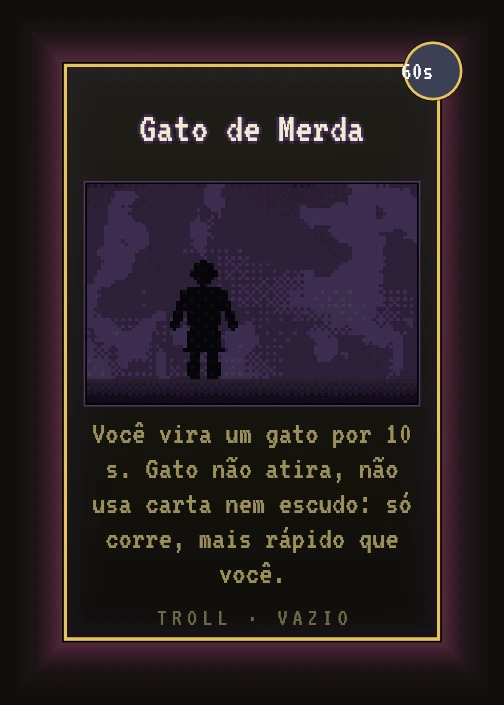 60s
Gato de Merda
Você vira um gato por 10
s. Gato não atira, não
usa carta nem escudo: só
corre, mais rápido que
você.
TROLL · VAZIO